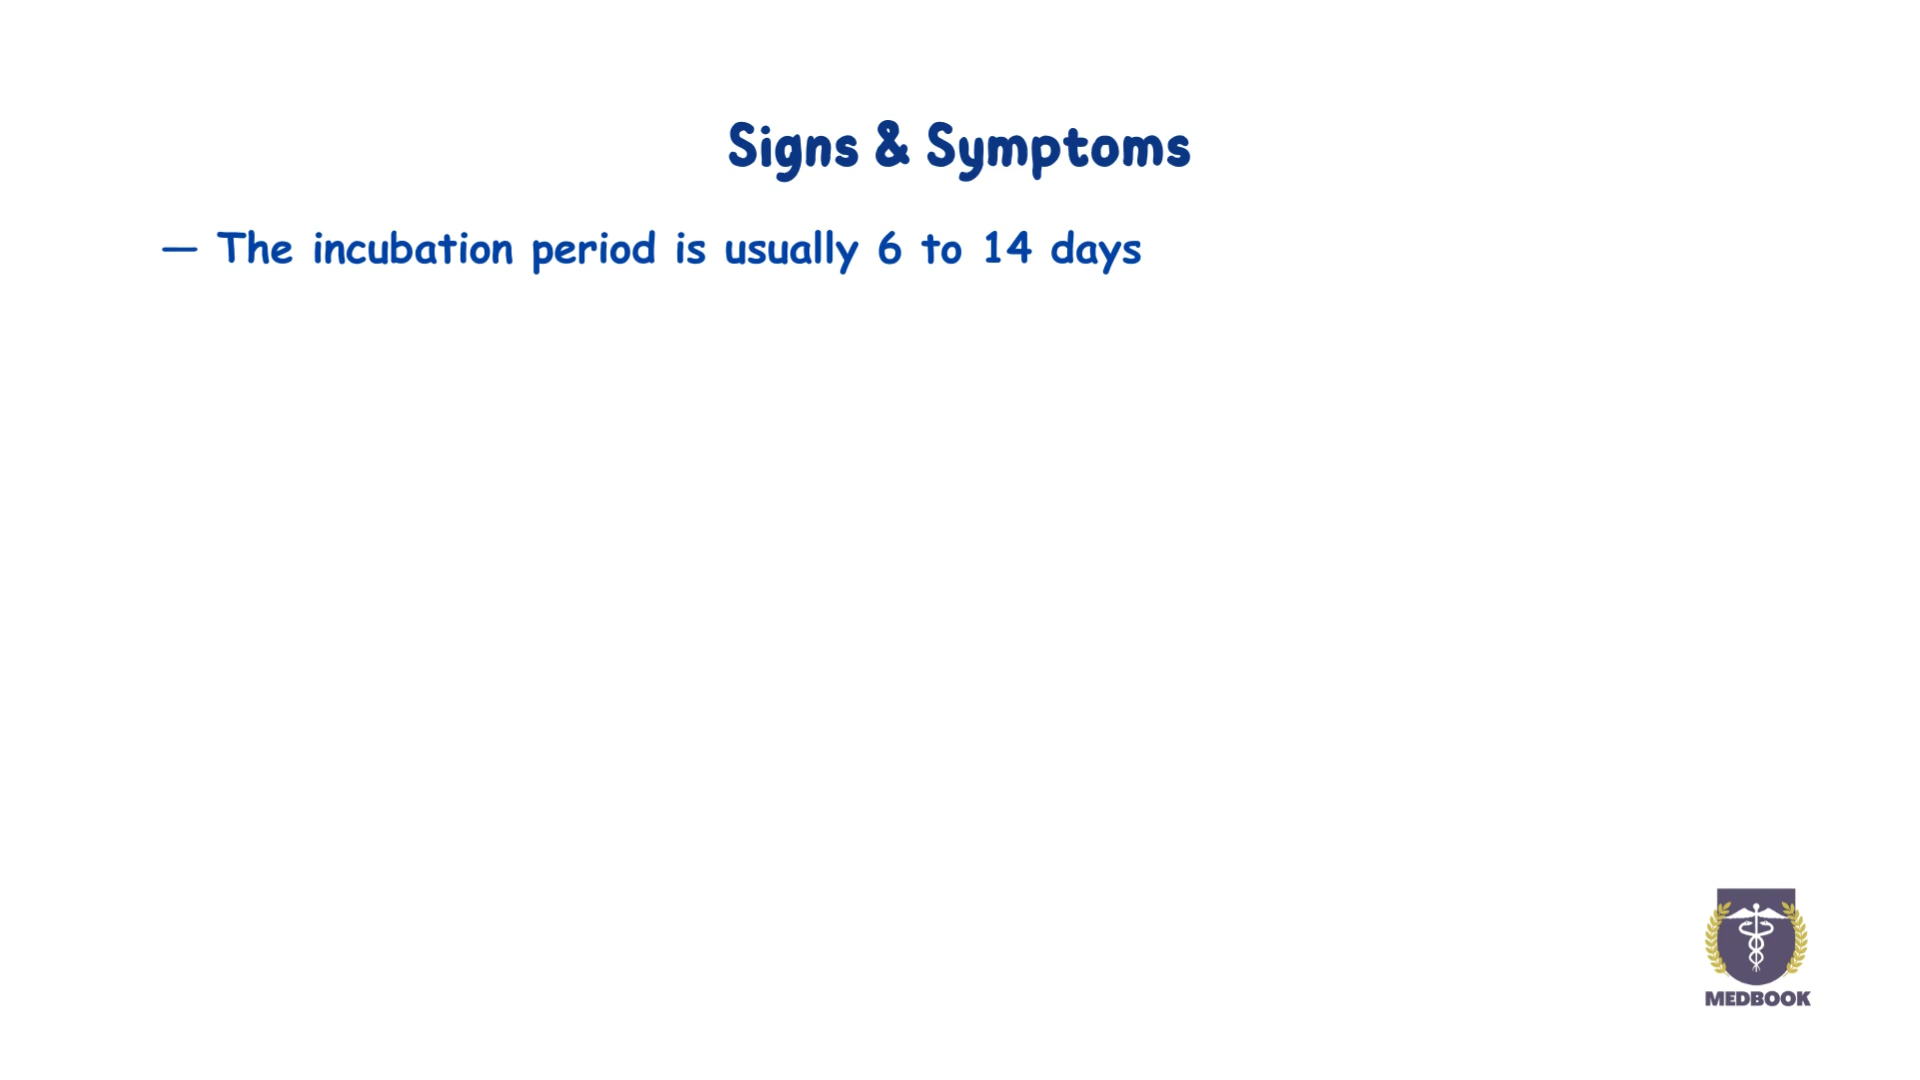 Signs & Symptoms
— The incubation period is usually 6 to 14 days
MEDBOOK